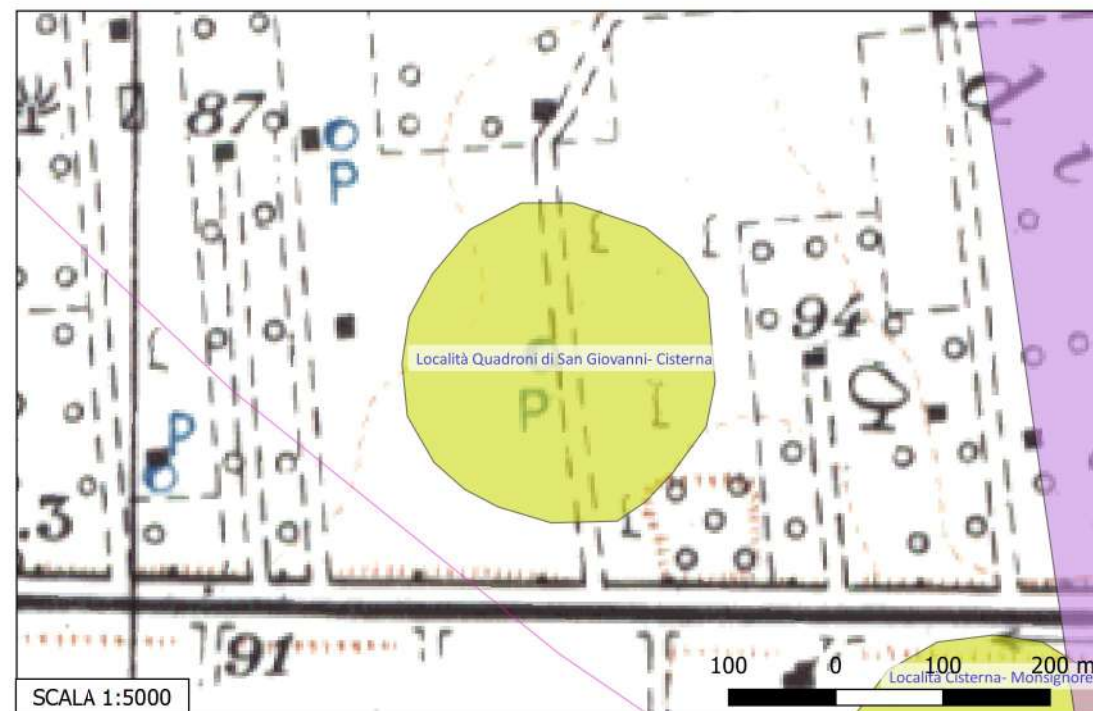 87
P
d
i
94
Località Quadroni di San Giovanni- Cisterna
P
P
.3
91
100 0 100 200 m
Località Cisterna- Monsignore
SCALA 1:5000